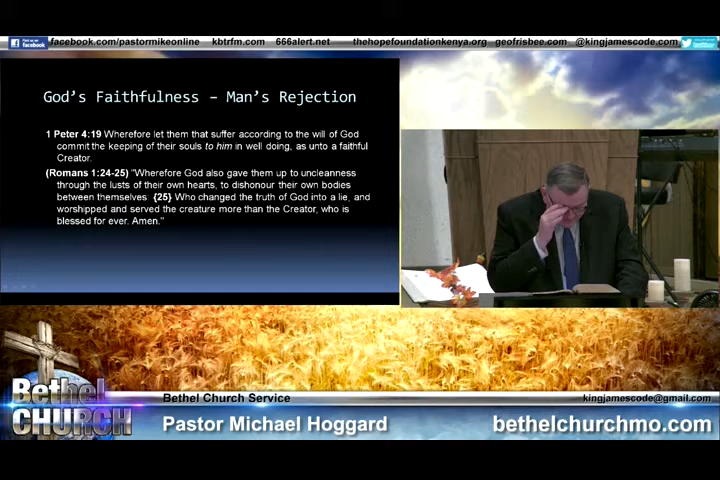 facebook.com/pastormikeonline kbtrfm.com 666alert.net thehopefoundationkenya.org geofrisbee.com @kingjamescode.com
God's Faithfulness – Man's Rejection
1 Peter 4:19 Wherefore let them that suffer according to the will of God
commit the keeping of their souls to him in well doing, as unto a faithful
Creator.
(Romans 1:24-25) "Wherefore God also gave them up to uncleanness
through the lusts of their own hearts, to dishonour their own bodies
between themselves: {25} Who changed the truth of God into a lie, and
worshipped and served the creature more than the Creator, who is
blessed for ever. Amen."
Bethel
CHURCH
Bethel Church Service
kingjamescode@gmail.com
Pastor Michael Hoggard
bethelchurchmo.com